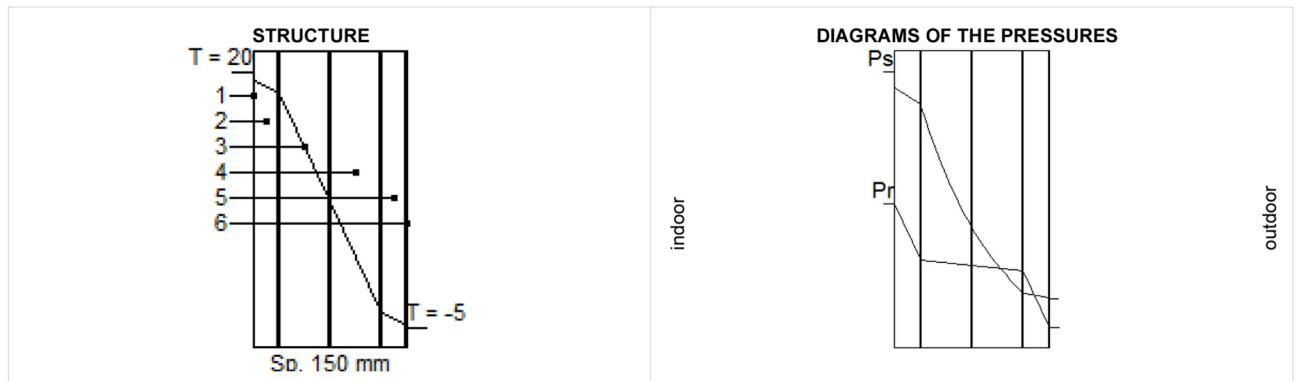 STRUCTURE
T = 20
1
2
3
4
5
6
T = -5
Sp. 150 mm
DIAGRAMS OF THE PRESSURES
Ps
Pr
indoor
outdoor